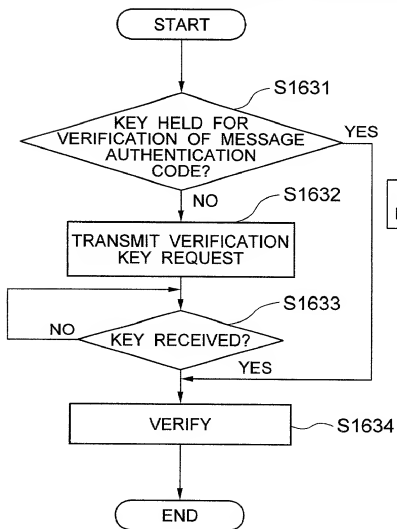 START
S1631
KEY HELD FOR
VERIFICATION OF MESSAGE
AUTHENTICATION
CODE?
YES
NO
S1632
TRANSMIT VERIFICATION
KEY REQUEST
S1633
NO
KEY RECEIVED?
YES
VERIFY
S1634
END